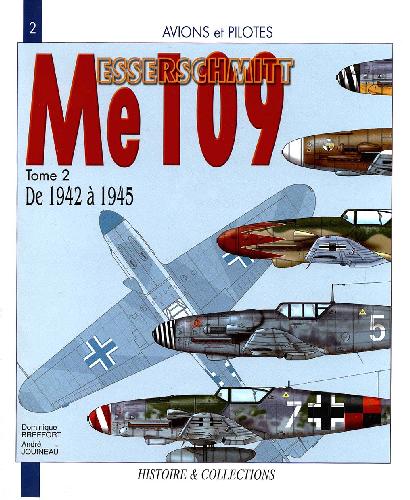 2
AVIONS et PILOTES
MESSERSCHMITT
Me 109
Tome 2
De 1942 à 1945
5
7
Dominique
BREFFORT
André
JOUINEAU
HISTOIRE & COLLECTIONS